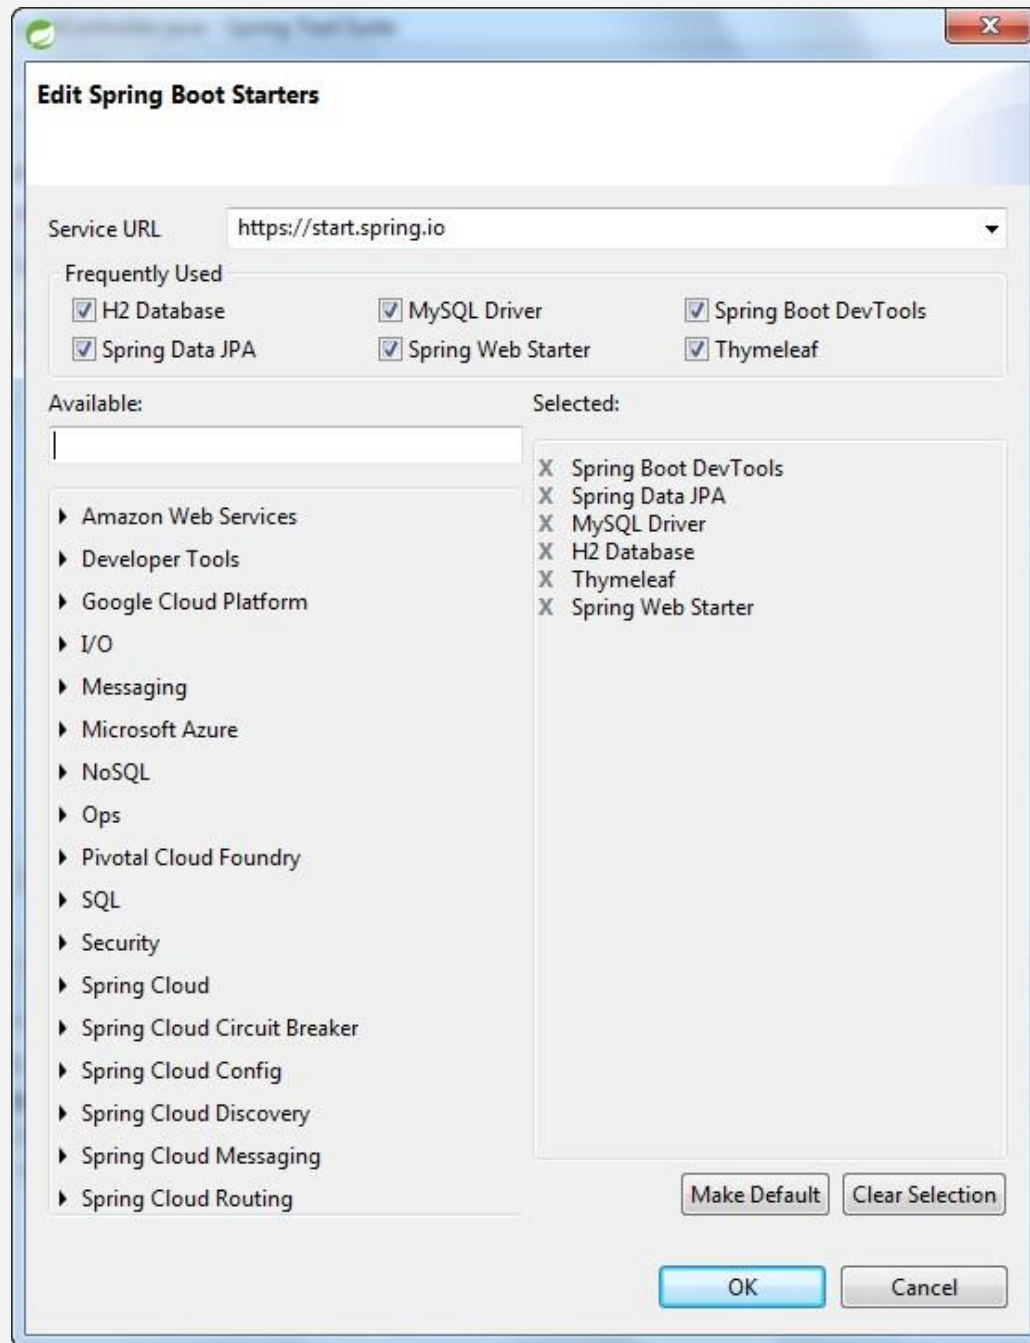 Edit Spring Boot Starters
Service URL https://start.spring.io
Frequently Used
H2 Database MySQL Driver Spring Boot DevTools
Spring Data JPA Spring Web Starter Thymeleaf
Available:
Amazon Web Services
Developer Tools
Google Cloud Platform
I/O
Messaging
Microsoft Azure
NoSQL
Ops
Pivotal Cloud Foundry
SQL
Security
Spring Cloud
Spring Cloud Circuit Breaker
Spring Cloud Config
Spring Cloud Discovery
Spring Cloud Messaging
Spring Cloud Routing
Selected:
X Spring Boot DevTools
X Spring Data JPA
X MySQL Driver
X H2 Database
X Thymeleaf
X Spring Web Starter
Make Default Clear Selection
OK Cancel